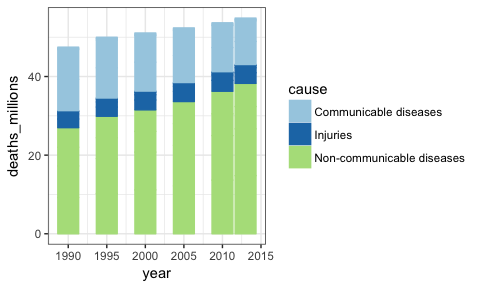 deaths_millions
40
20
0
1990
1995
2000
2005
2010
2015
year
cause
Communicable diseases
Injuries
Non-communicable diseases